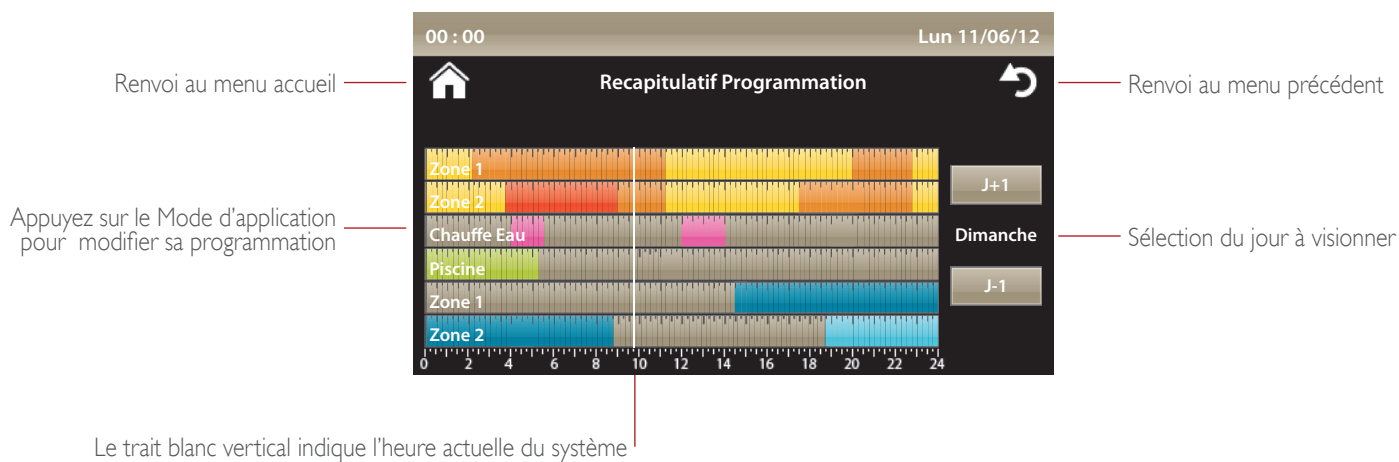 00 : 00
Lun 11/06/12
Renvoi au menu accueil
Recapitulatif Programmation
Renvoi au menu précédent
Zone 1
J+1
Zone 2
Appuyez sur le Mode d'application
pour modifier sa programmation
Chauffe Eau
Dimanche
Sélection du jour à visionner
Piscine
J-1
Zone 1
Zone 2
0 2 4 6 8 10 12 14 16 18 20 22 24
Le trait blanc vertical indique l'heure actuelle du système